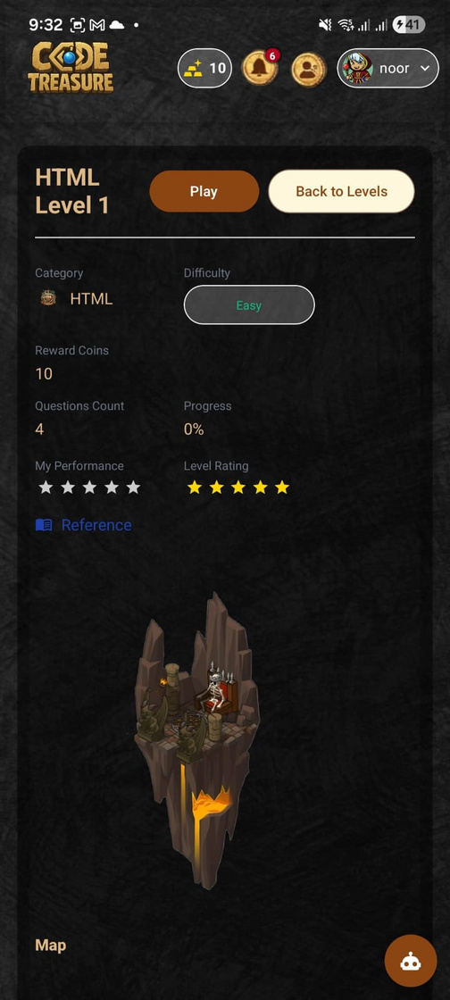 9:32
41
CODE
TREASURE
10
6
noor
HTML
Level 1
Play
Back to Levels
Category
Difficulty
HTML
Easy
Reward Coins
10
Questions Count
Progress
4
0%
My Performance
Level Rating
Reference
Map